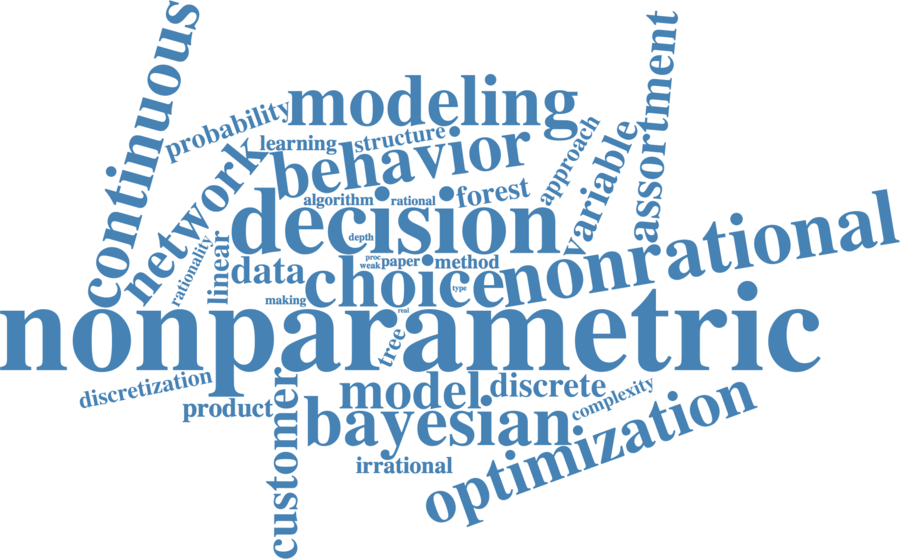 continuous
assortment
modeling
probability
learning
structure
behavior
network
approach
variable
algorithm
rational
forest
decision
depth
nonrational
rationality
linear
data
proc
weak
paper
method
choice
type
making
real
nonparametric
tree
discretization
product
customer
model
discrete
complexity
bayesian
optimization
irrational